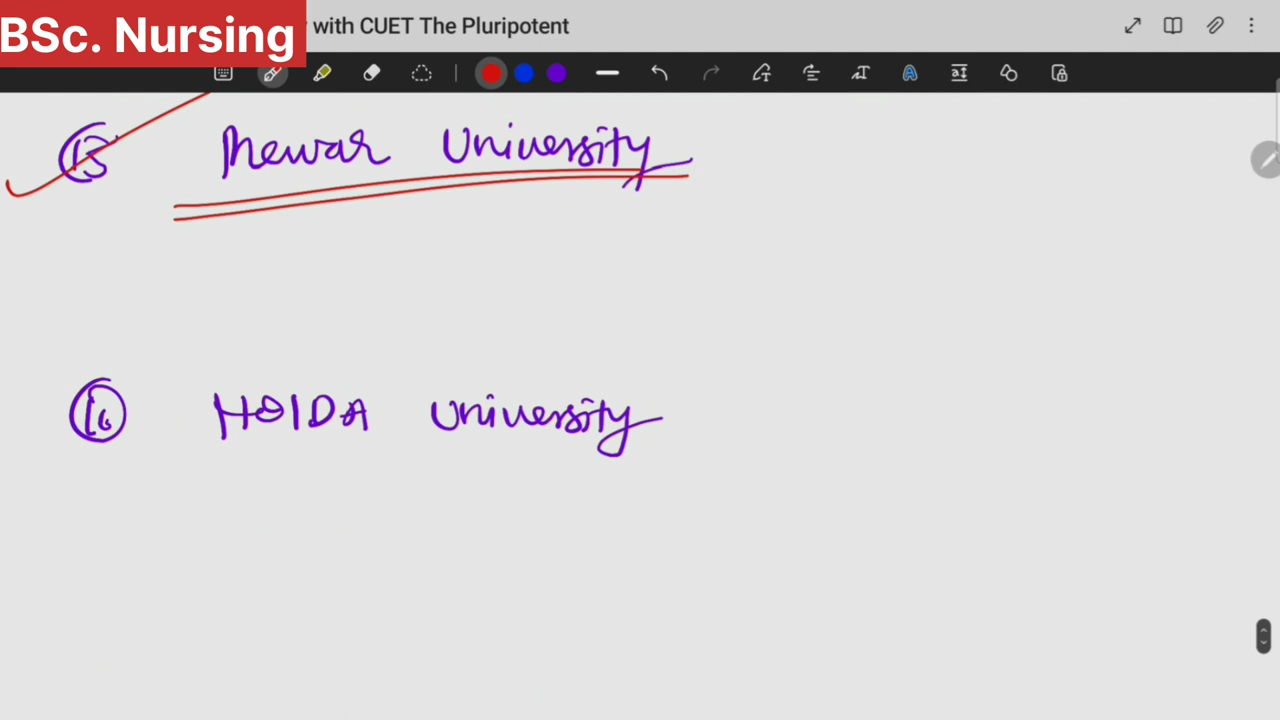 BSc. Nursing
with CUET The Pluripotent
15 Mewar University
16 NOIDA University